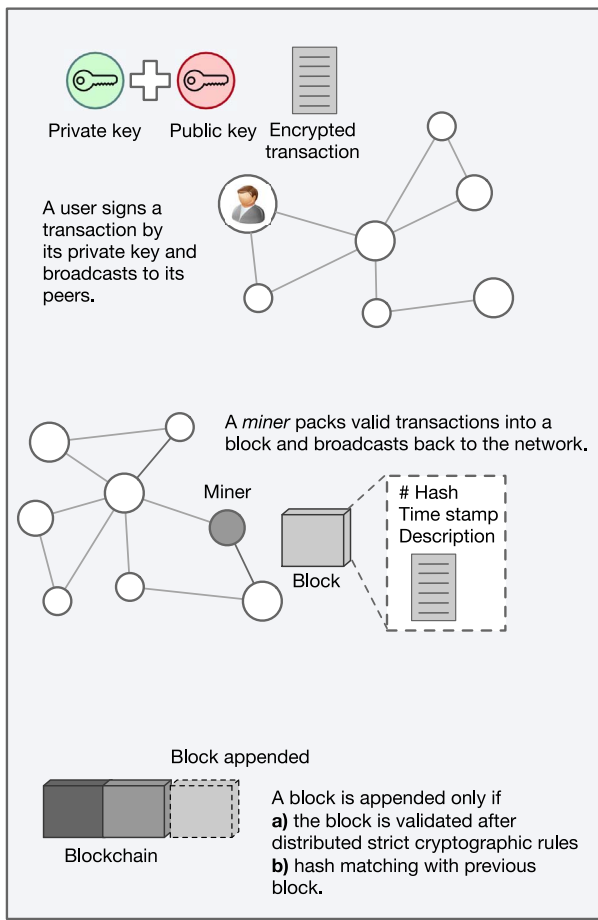 Private key
Public key
Encrypted
transaction
A user signs a
transaction by
its private key and
broadcasts to its
peers.
A miner packs valid transactions into a
block and broadcasts back to the network.
Miner
# Hash
Time stamp
Description
Block
Block appended
A block is appended only if
a) the block is validated after
distributed strict cryptographic rules
b) hash matching with previous
block.
Blockchain